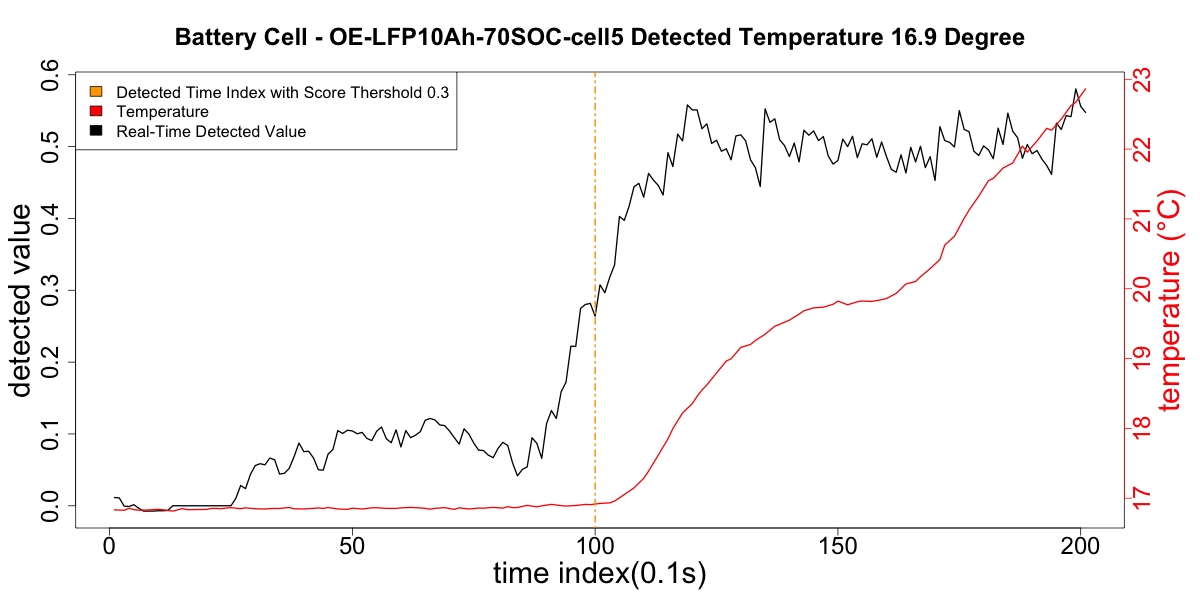 Battery Cell - OE-LFP10Ah-70SOC-cell5 Detected Temperature 16.9 Degree
Detected Time Index with Score Thershold 0.3
Temperature
Real-Time Detected Value
detected value
0.6
0.5
0.4
0.3
0.2
0.1
0.0
23
22
21
20
19
18
17
temperature (°C)
0 50 100 150 200
time index(0.1s)